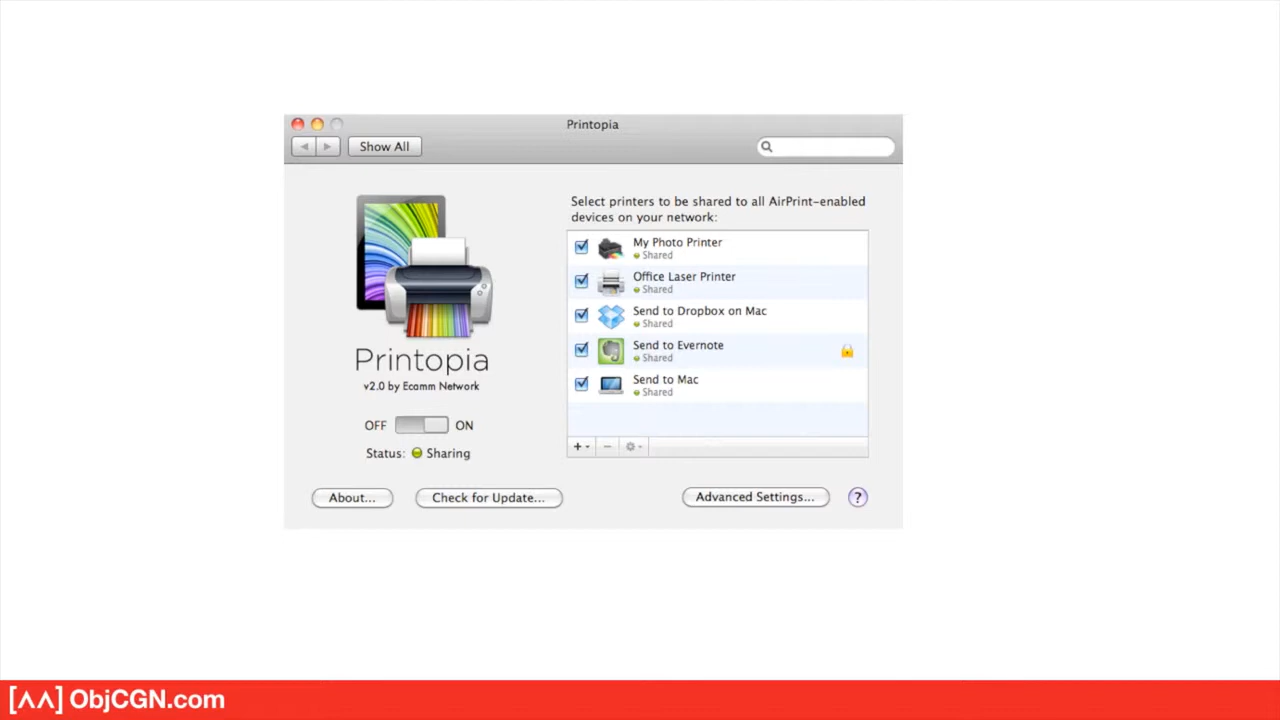 Printopia
Show All
Select printers to be shared to all AirPrint-enabled
devices on your network:
My Photo Printer
Shared
Office Laser Printer
Shared
Send to Dropbox on Mac
Shared
Send to Evernote
Shared
Send to Mac
Shared
Printopia
v2.0 by Ecamm Network
OFF ON
Status: Sharing
About... Check for Update... Advanced Settings... ?
[ʌʌ] ObjCGN.com